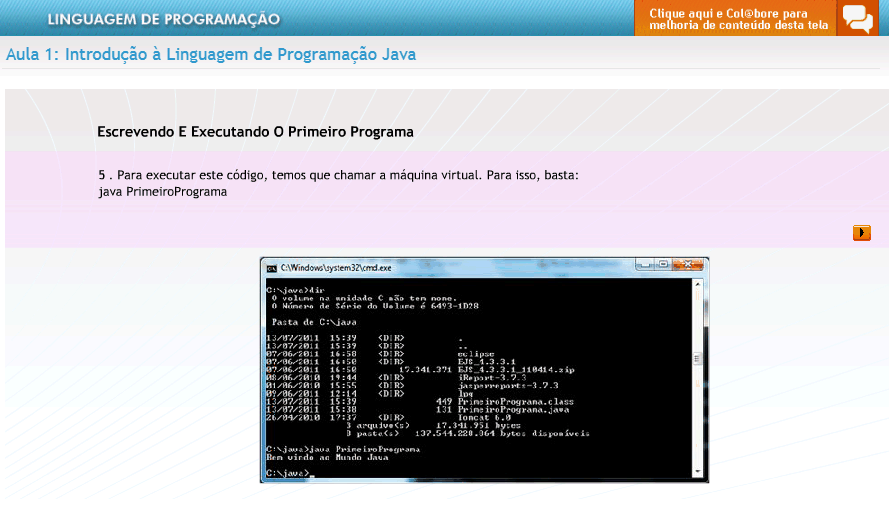 LINGUAGEM DE PROGRAMAÇÃO
Clique aqui e Col@bore para
melhoria de conteúdo desta tela
Aula 1: Introdução à Linguagem de Programação Java
Escrevendo E Executando O Primeiro Programa
5 . Para executar este código, temos que chamar a máquina virtual. Para isso, basta:
java PrimeiroPrograma
C:\Windows\system32\cmd.exe
C:\java>dir
O volume na unidade C não tem nome.
O Número de Série do Volume é 6493-1D28
Pasta de C:\java
13/07/2011 15:39 <DIR> .
13/07/2011 15:39 <DIR> ..
07/06/2011 16:58 <DIR> eclipse
07/06/2011 16:50 <DIR> EJS_4.3.3.1
07/06/2011 16:50 17.341.371 EJS_4.3.3.1_110414.zip
08/06/2010 19:44 <DIR> iReport-3.7.3
01/06/2010 15:55 <DIR> jasperreports-3.7.3
09/06/2011 12:14 <DIR> lpg
13/07/2011 15:39 449 PrimeiroPrograma.class
13/07/2011 15:38 131 PrimeiroPrograma.java
26/04/2010 17:37 <DIR> Tomcat 6.0
3 arquivo(s) 17.341.951 bytes
8 pasta(s) 137.544.228.864 bytes disponíveis
C:\java>java PrimeiroPrograma
Bem vindo ao Mundo Java
C:\java>_